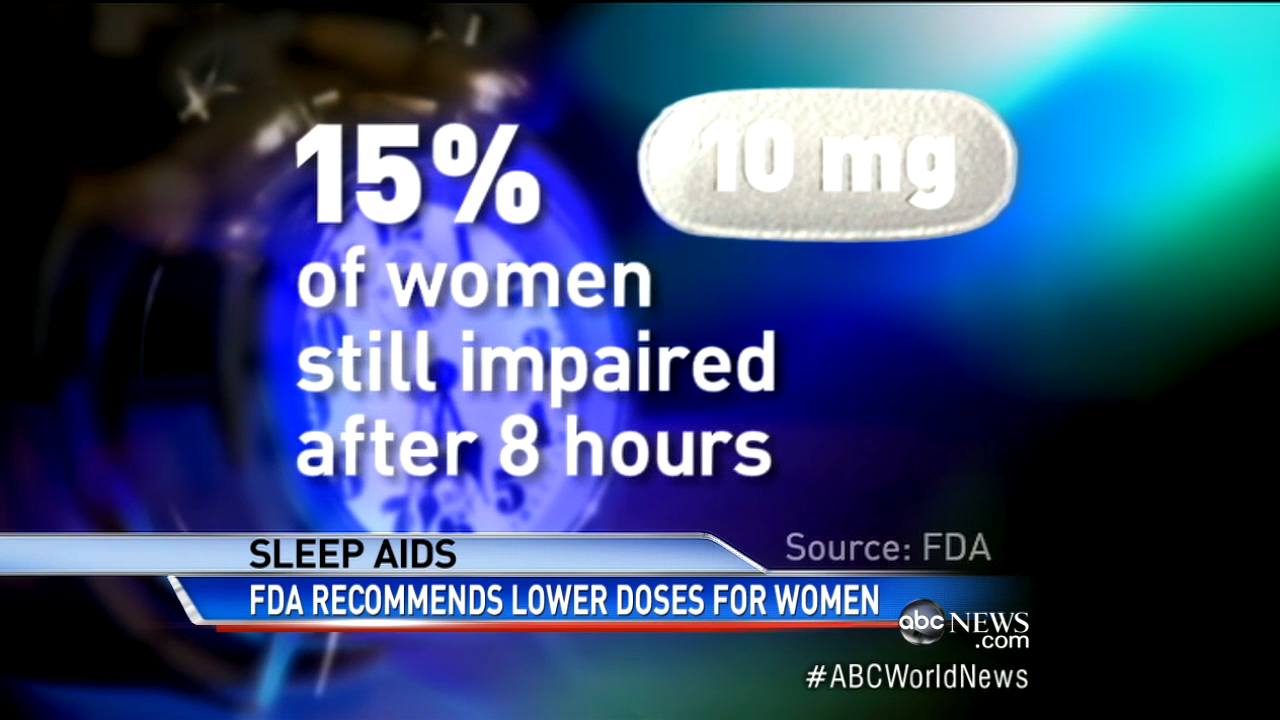 15%
10 mg
of women
still impaired
after 8 hours
Source: FDA
SLEEP AIDS
FDA RECOMMENDS LOWER DOSES FOR WOMEN
abc NEWS
.com
#ABCWorldNews